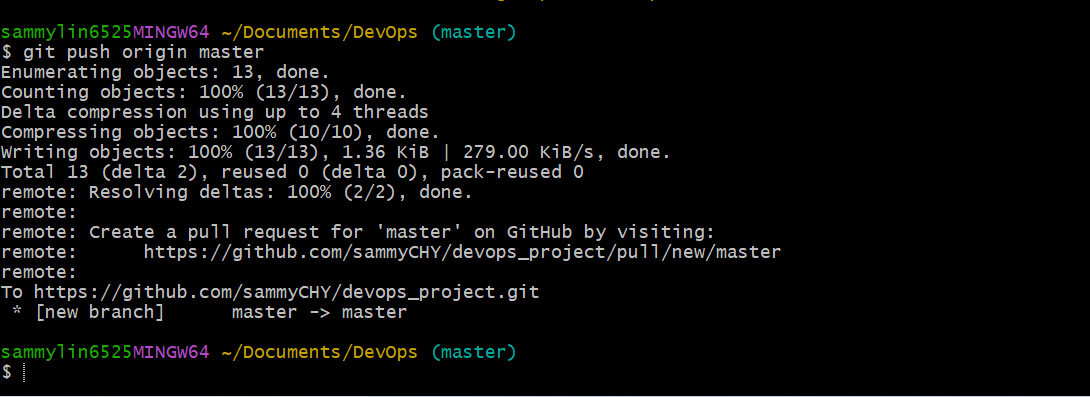 sammylin6525MINGW64 ~/Documents/DevOps (master)
$ git push origin master
Enumerating objects: 13, done.
Counting objects: 100% (13/13), done.
Delta compression using up to 4 threads
Compressing objects: 100% (10/10), done.
Writing objects: 100% (13/13), 1.36 KiB | 279.00 KiB/s, done.
Total 13 (delta 2), reused 0 (delta 0), pack-reused 0
remote: Resolving deltas: 100% (2/2), done.
remote:
remote: Create a pull request for 'master' on GitHub by visiting:
remote:      https://github.com/sammyCHY/devops_project/pull/new/master
remote:
To https://github.com/sammyCHY/devops_project.git
 * [new branch]      master -> master
sammylin6525MINGW64 ~/Documents/DevOps (master)
$